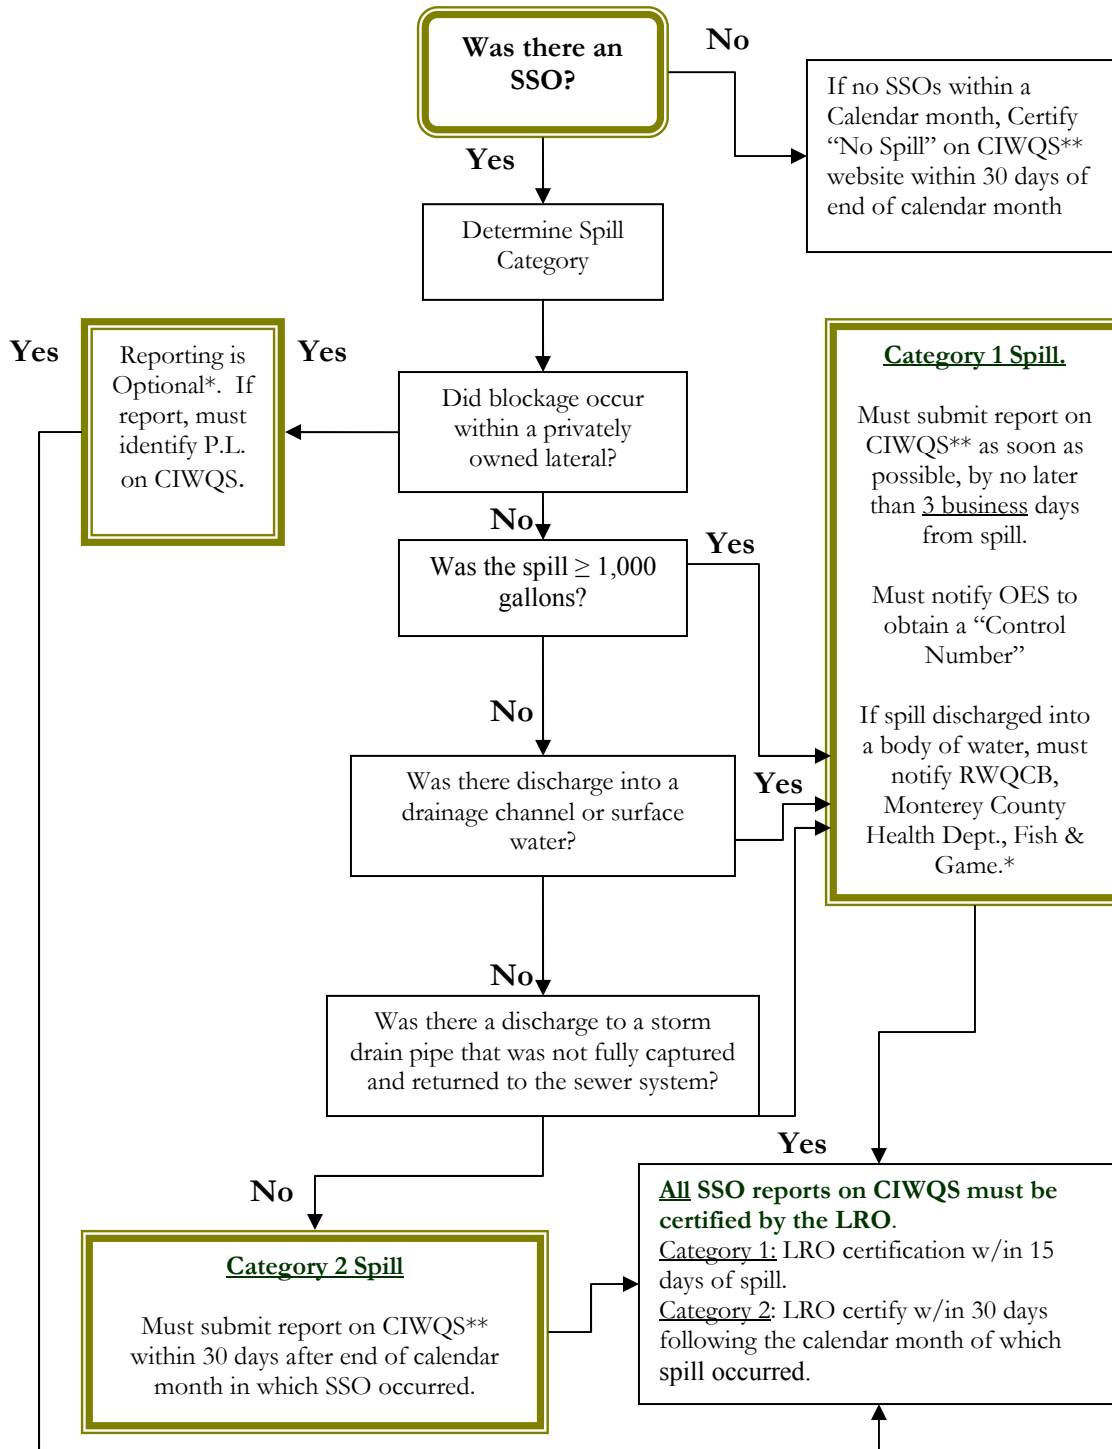 Was there an
SSO?
No
If no SSOs within a
Calendar month, Certify
“No Spill” on CIWQS**
website within 30 days of
end of calendar month
Yes
Determine Spill
Category
Yes
Reporting is
Optional*. If
report, must
identify P.L.
on CIWQS.
Yes
Did blockage occur
within a privately
owned lateral?
No
Was the spill ≥ 1,000
gallons?
Yes
Category 1 Spill.
Must submit report on
CIWQS** as soon as
possible, by no later
than 3 business days
from spill.
Must notify OES to
obtain a “Control
Number”
If spill discharged into
a body of water, must
notify RWQCB,
Monterey County
Health Dept., Fish &
Game.*
No
Was there discharge into a
drainage channel or surface
water?
Yes
No
Was there a discharge to a storm
drain pipe that was not fully captured
and returned to the sewer system?
Yes
No
Category 2 Spill
Must submit report on CIWQS**
within 30 days after end of calendar
month in which SSO occurred.
All SSO reports on CIWQS must be
certified by the LRO.
Category 1: LRO certification w/in 15
days of spill.
Category 2: LRO certify w/in 30 days
following the calendar month of which
spill occurred.